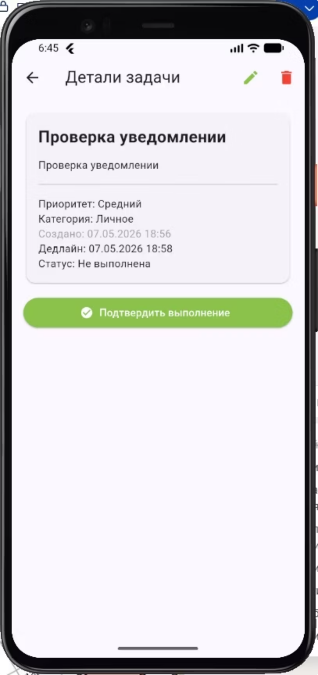 6:45
Детали задачи
Проверка уведомлении
Проверка уведомлении
Приоритет: Средний
Категория: Личное
Создано: 07.05.2026 18:56
Дедлайн: 07.05.2026 18:58
Статус: Не выполнена
Подтвердить выполнение